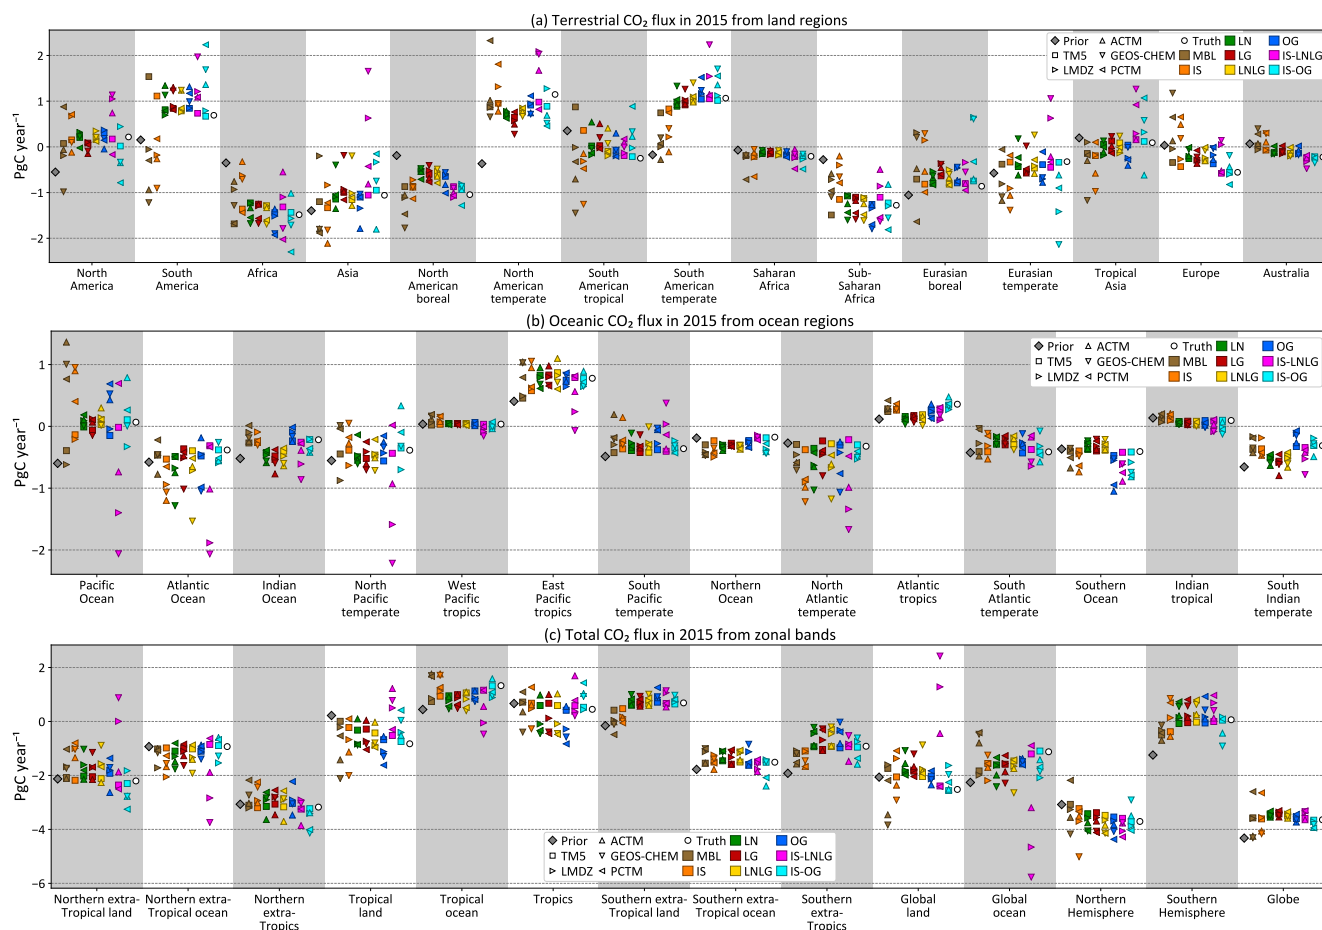 (a) Terrestrial CO₂ flux in 2015 from land regions
PgC year⁻¹
2
1
0
−1
−2
Prior ACTM Truth LN OG
TM5 GEOS-CHEM MBL LG IS-LNLG
LMDZ PCTM IS LNLG IS-OG
North South Africa Asia North North South South Saharan Sub- Eurasian Eurasian Tropical Europe Australia
America America American American American American Africa Saharan boreal temperate Asia
boreal temperate tropical temperate Africa
(b) Oceanic CO₂ flux in 2015 from ocean regions
PgC year⁻¹
1
0
−1
−2
Prior ACTM Truth LN OG
TM5 GEOS-CHEM MBL LG IS-LNLG
LMDZ PCTM IS LNLG IS-OG
Pacific Atlantic Indian North West East South Northern North Atlantic South Southern Indian South
Ocean Ocean Ocean Pacific Pacific Pacific Pacific Ocean Atlantic tropics Atlantic Ocean tropical Indian
temperate tropics tropics temperate temperate temperate temperate
(c) Total CO₂ flux in 2015 from zonal bands
PgC year⁻¹
2
0
−2
−4
−6
Prior ACTM Truth LN OG
TM5 GEOS-CHEM MBL LG IS-LNLG
LMDZ PCTM IS LNLG IS-OG
Northern extra- Northern extra- Northern Tropical Tropical Tropics Southern extra- Southern extra- Southern Global Global Northern Southern Globe
Tropical land Tropical ocean extra- land ocean Tropical land Tropical ocean extra- land ocean Hemisphere Hemisphere
Tropics Tropics